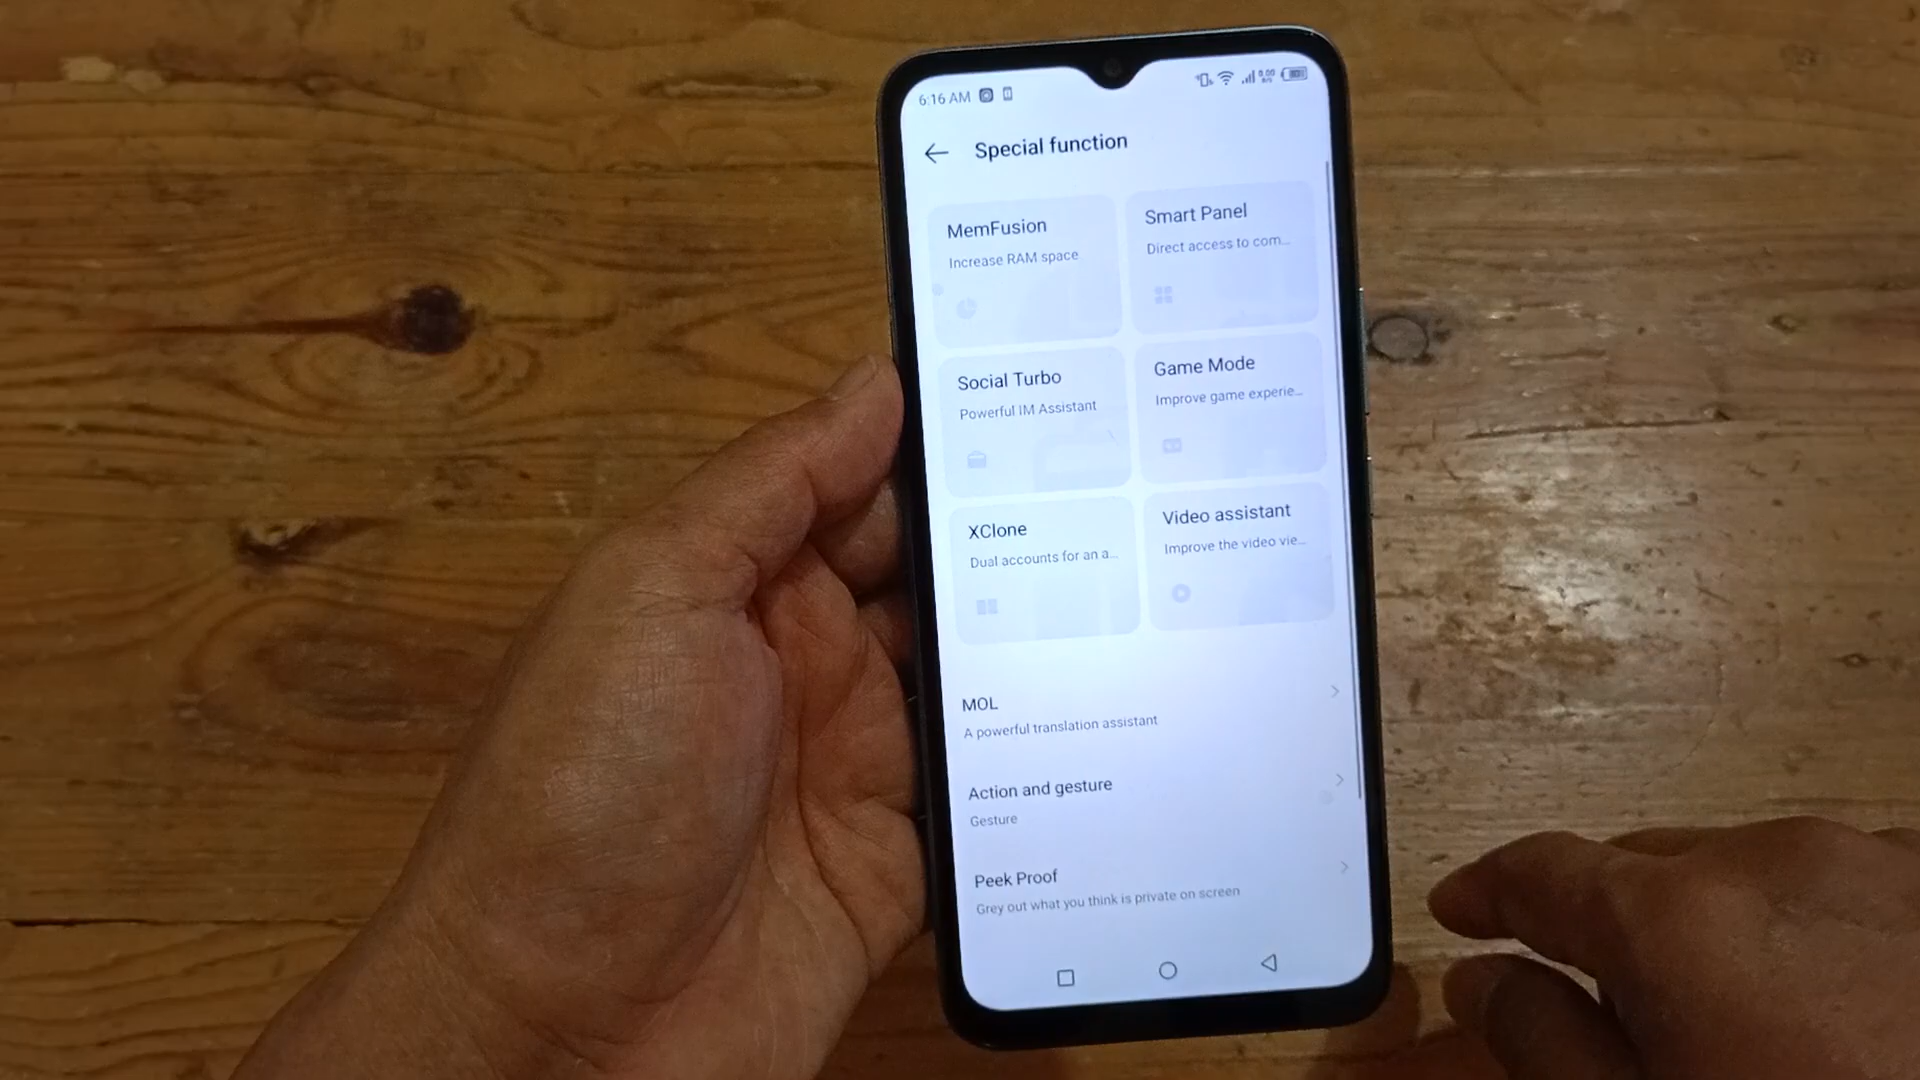 6:16 AM
Special function
MemFusion
Increase RAM space
Smart Panel
Direct access to com...
Social Turbo
Powerful IM Assistant
Game Mode
Improve game experie...
XClone
Dual accounts for an a...
Video assistant
Improve the video vie...
MOL
A powerful translation assistant
Action and gesture
Gesture
Peek Proof
Grey out what you think is private on screen